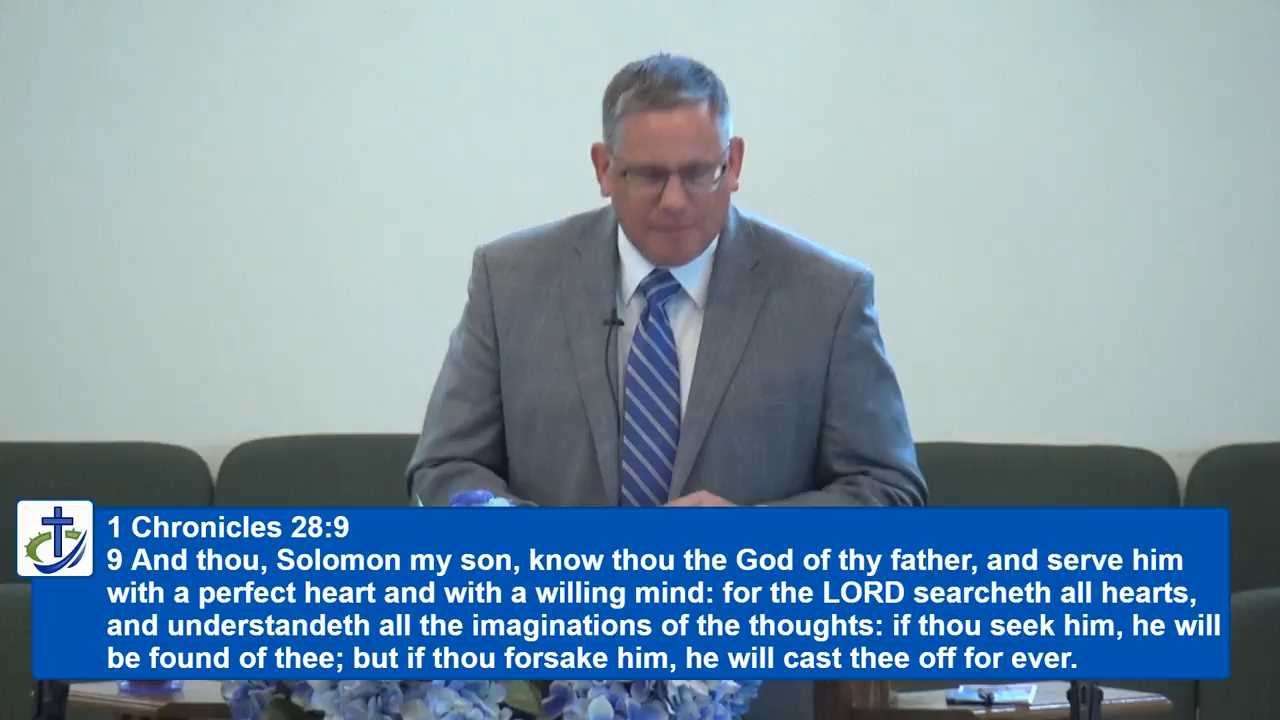 1 Chronicles 28:9
9 And thou, Solomon my son, know thou the God of thy father, and serve him
with a perfect heart and with a willing mind: for the LORD searcheth all hearts,
and understandeth all the imaginations of the thoughts: if thou seek him, he will
be found of thee; but if thou forsake him, he will cast thee off for ever.